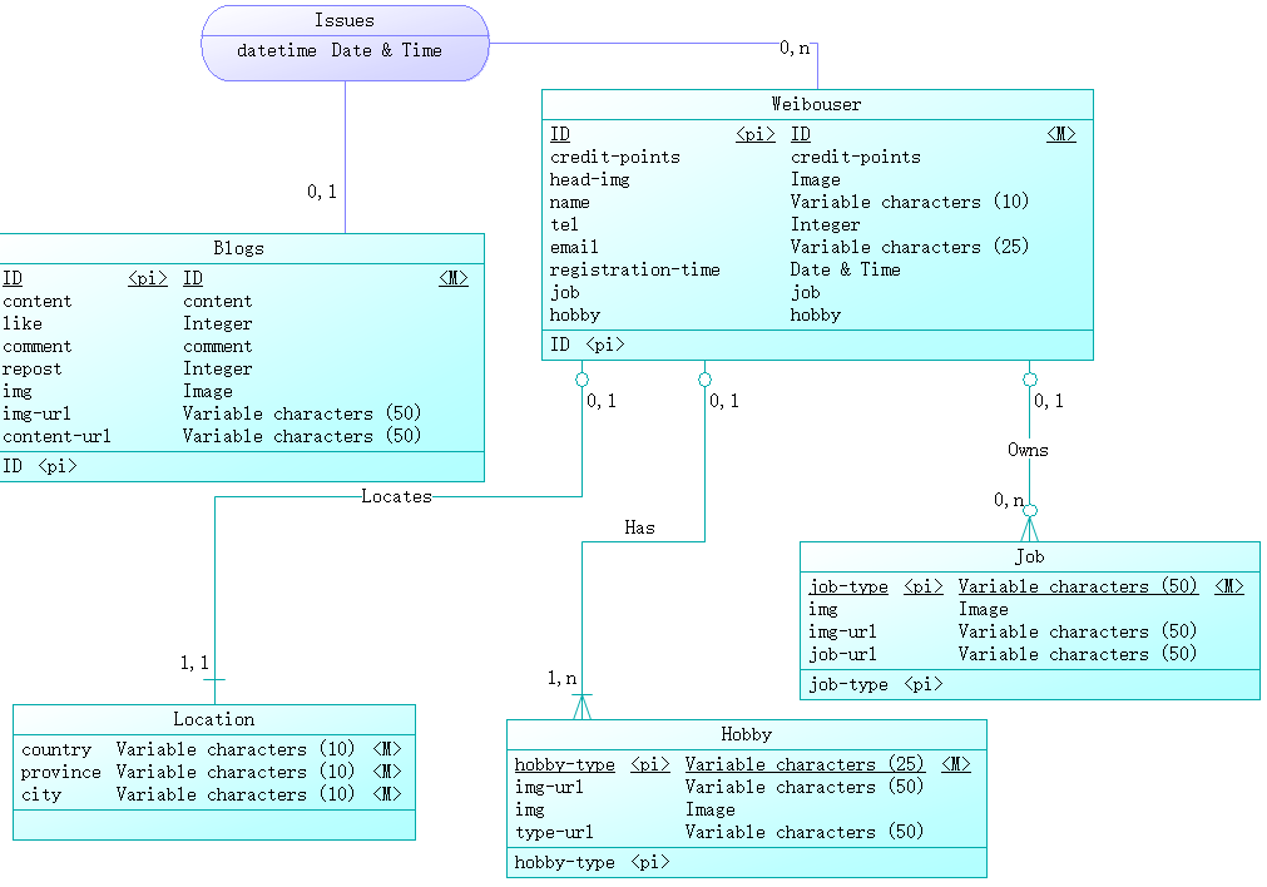 Issues
datetime Date & Time
0,n
0,1
Weibouser
ID <pi> ID <M>
credit-points credit-points
head-img Image
name Variable characters (10)
tel Integer
email Variable characters (25)
registration-time Date & Time
job job
hobby hobby
ID <pi>
Blogs
ID <pi> ID <M>
content content
like Integer
comment comment
repost Integer
img Image
img-url Variable characters (50)
content-url Variable characters (50)
ID <pi>
0,1
0,1
0,1
Locates
Has
Owns
0,n
1,1
1,n
Job
job-type <pi> Variable characters (50) <M>
img Image
img-url Variable characters (50)
job-url Variable characters (50)
job-type <pi>
Location
country Variable characters (10) <M>
province Variable characters (10) <M>
city Variable characters (10) <M>
Hobby
hobby-type <pi> Variable characters (25) <M>
img-url Variable characters (50)
img Image
type-url Variable characters (50)
hobby-type <pi>